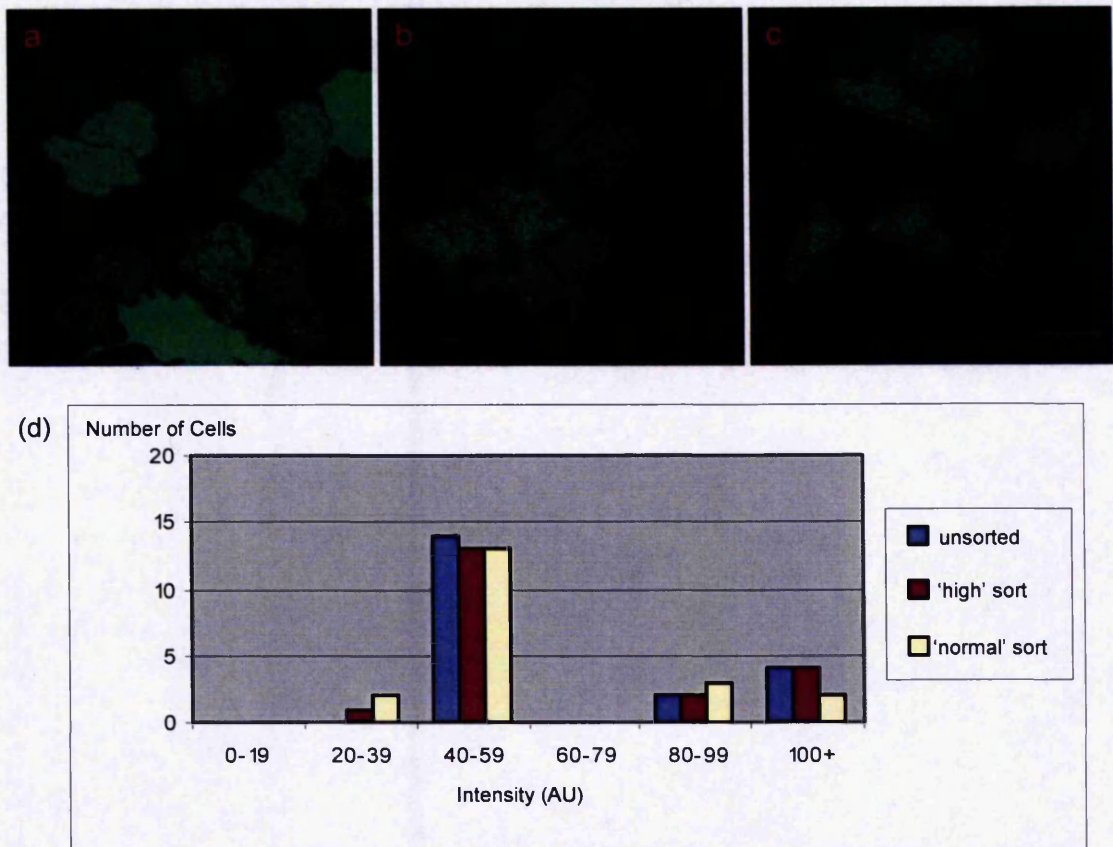 a b c
(d) Number of Cells
20
15
10
5
0
0-19 20-39 40-59 60-79 80-99 100+
Intensity (AU)
unsorted
'high' sort
'normal' sort